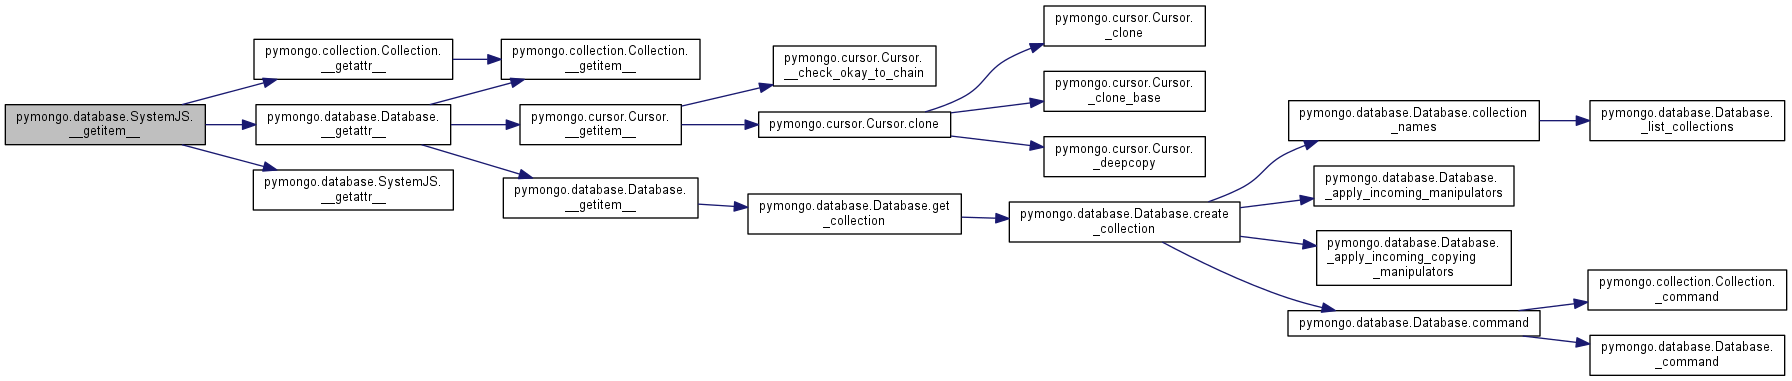 pymongo.database.SystemJS.
__getitem__
pymongo.collection.Collection.
__getattr__
pymongo.database.Database.
__getattr__
pymongo.database.SystemJS.
__getattr__
pymongo.collection.Collection.
__getitem__
pymongo.cursor.Cursor.
__getitem__
pymongo.database.Database.
__getitem__
pymongo.cursor.Cursor.
__check_okay_to_chain
pymongo.cursor.Cursor.clone
pymongo.database.Database.get
_collection
pymongo.cursor.Cursor.
_clone
pymongo.cursor.Cursor.
_clone_base
pymongo.cursor.Cursor.
_deepcopy
pymongo.database.Database.create
_collection
pymongo.database.Database.collection
_names
pymongo.database.Database.
_apply_incoming_manipulators
pymongo.database.Database.
_apply_incoming_copying
_manipulators
pymongo.database.Database.command
pymongo.database.Database.
_list_collections
pymongo.collection.Collection.
_command
pymongo.database.Database.
_command